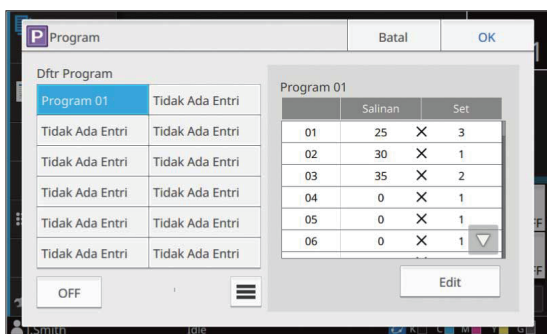 P Program
Batal
OK
Dftr Program
Program 01
Tidak Ada Entri
Tidak Ada Entri
Tidak Ada Entri
Tidak Ada Entri
Tidak Ada Entri
Tidak Ada Entri
Tidak Ada Entri
Tidak Ada Entri
Tidak Ada Entri
Tidak Ada Entri
Tidak Ada Entri
OFF
Program 01
Salinan Set
01 25 X 3
02 30 X 1
03 35 X 2
04 0 X 1
05 0 X 1
06 0 X 1
Edit
I.Smith Idle K C M Y G